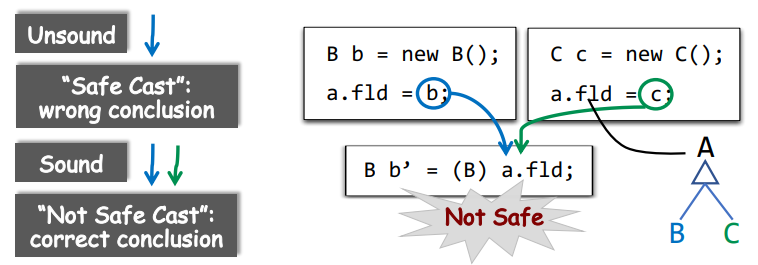 Unsound
“Safe Cast”:
wrong conclusion
Sound
“Not Safe Cast”:
correct conclusion
B b = new B();
a.fld = b;
C c = new C();
a.fld = c;
B b’ = (B) a.fld;
Not Safe
A
B
C